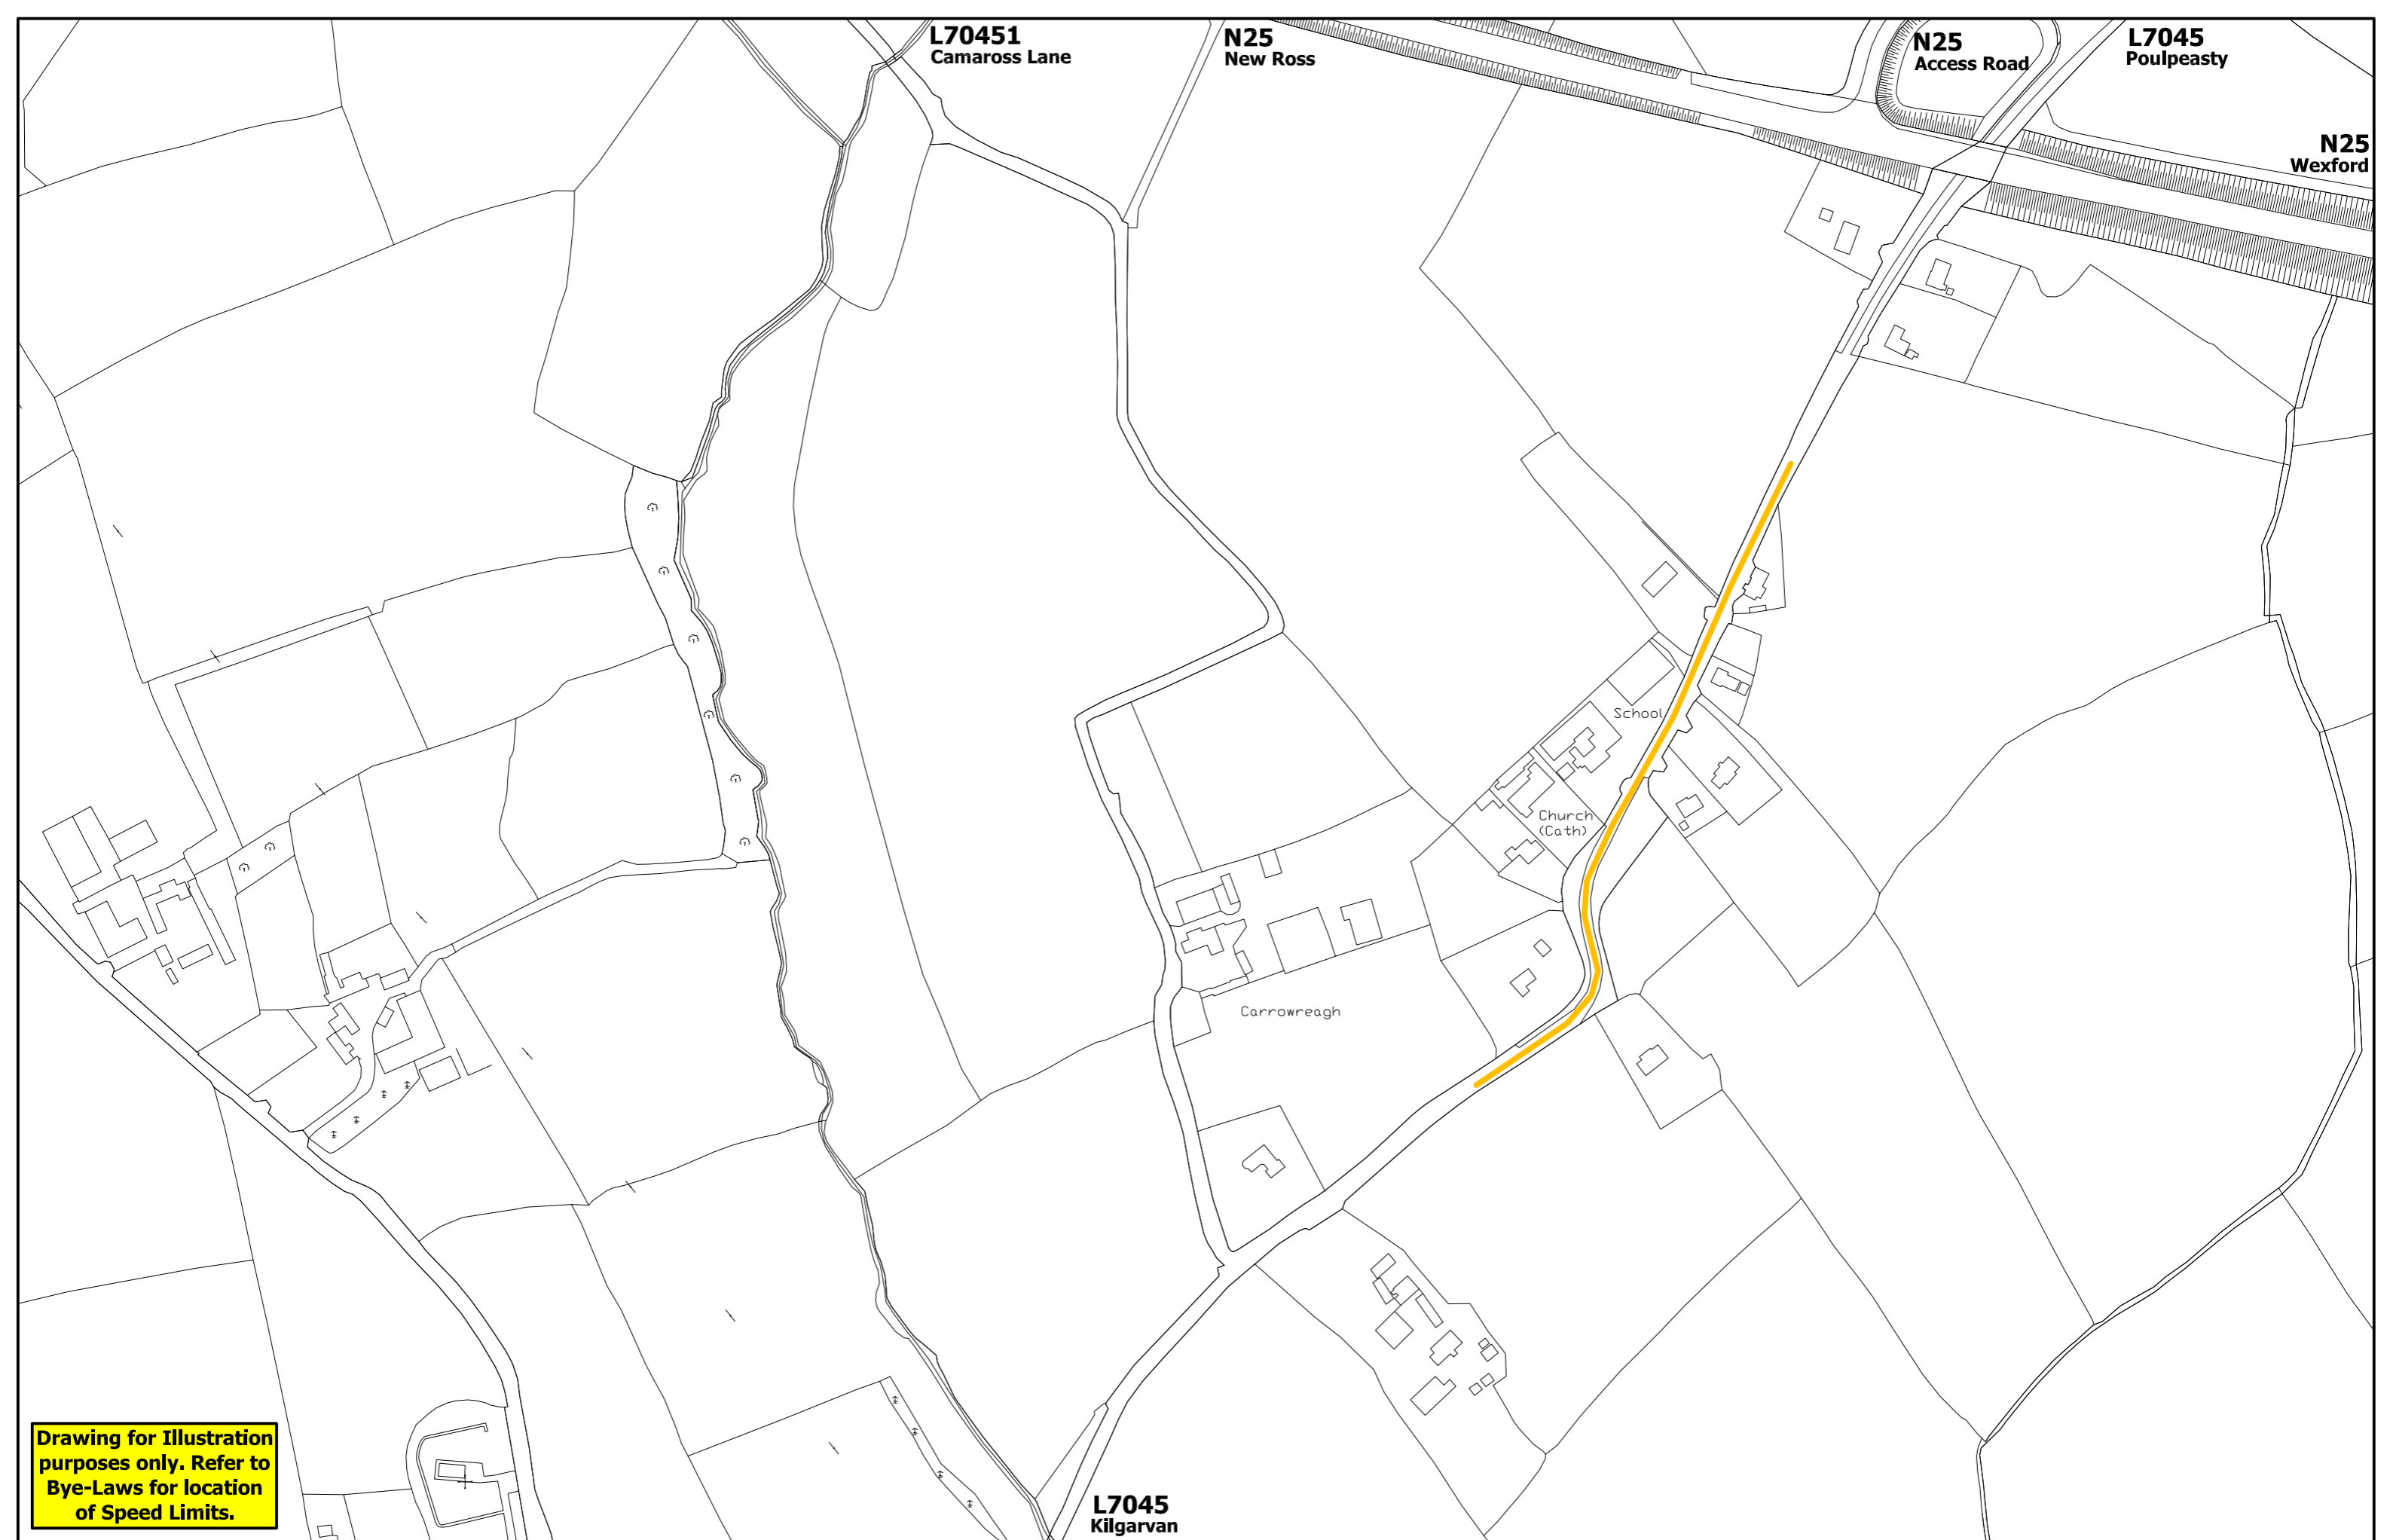 L70451
Camaross Lane
N25
New Ross
N25
Access Road
L7045
Poulpeasty
N25
Wexford
School
Church
(Cath)
Carrowreagh
Drawing for Illustration
purposes only. Refer to
Bye-Laws for location
of Speed Limits.
L7045
Kilgarvan